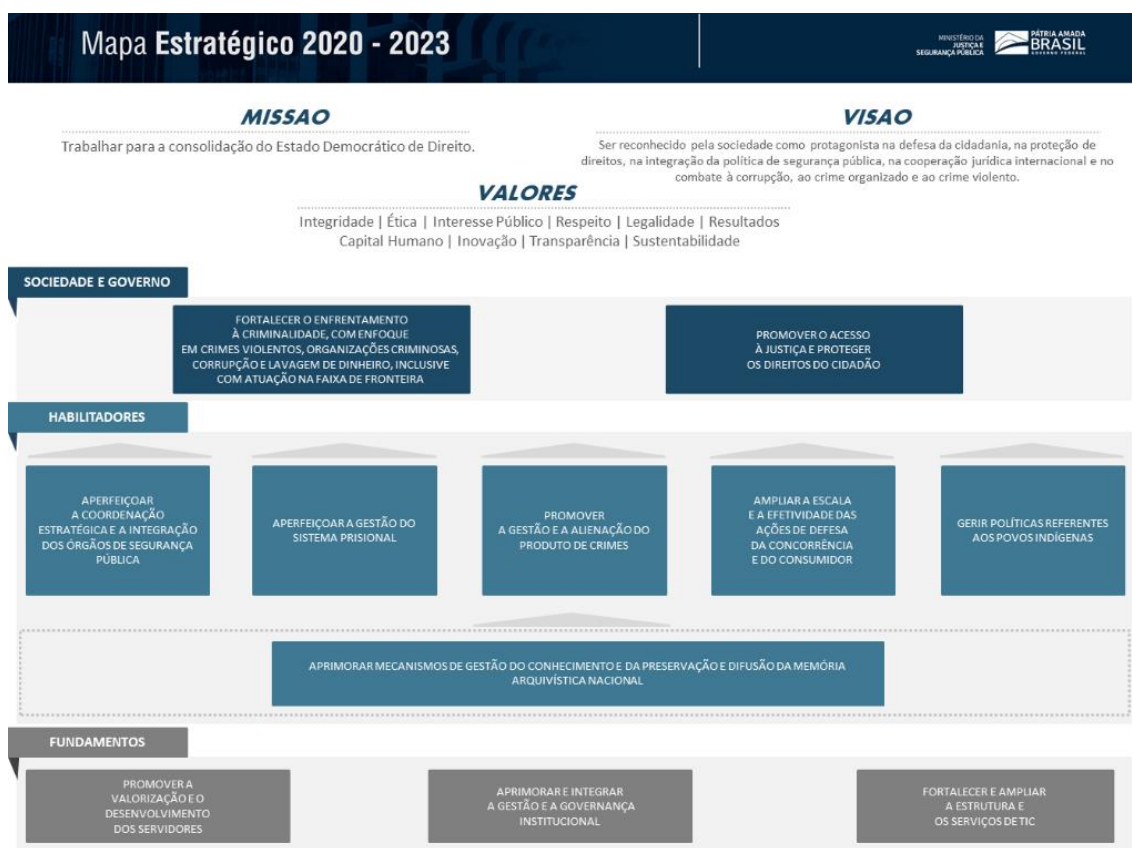 Mapa Estratégico 2020 - 2023
MINISTÉRIO DA
JUSTIÇA E
SEGURANÇA PÚBLICA
PÁTRIA AMADA
BRASIL
GOVERNO FEDERAL
MISSAO
Trabalhar para a consolidação do Estado Democrático de Direito.
VISAO
Ser reconhecido pela sociedade como protagonista na defesa da cidadania, na proteção de
direitos, na integração da política de segurança pública, na cooperação jurídica internacional e no
combate à corrupção, ao crime organizado e ao crime violento.
VALORES
Integridade | Ética | Interesse Público | Respeito | Legalidade | Resultados
Capital Humano | Inovação | Transparência | Sustentabilidade
SOCIEDADE E GOVERNO
FORTALECER O ENFRENTAMENTO
À CRIMINALIDADE, COM ENFOQUE
EM CRIMES VIOLENTOS, ORGANIZAÇÕES CRIMINOSAS,
CORRUPÇÃO E LAVAGEM DE DINHEIRO, INCLUSIVE
COM ATUAÇÃO NA FAIXA DE FRONTEIRA
PROMOVER O ACESSO
À JUSTIÇA E PROTEGER
OS DIREITOS DO CIDADÃO
HABILITADORES
APERFEIÇOAR
A COORDENAÇÃO
ESTRATÉGICA E A INTEGRAÇÃO
DOS ÓRGÃOS DE SEGURANÇA
PÚBLICA
APERFEIÇOAR A GESTÃO DO
SISTEMA PRISIONAL
PROMOVER
A GESTÃO E A ALIENAÇÃO DO
PRODUTO DE CRIMES
AMPLIAR A ESCALA
E A EFETIVIDADE DAS
AÇÕES DE DEFESA
DA CONCORRÊNCIA
E DO CONSUMIDOR
GERIR POLÍTICAS REFERENTES
AOS POVOS INDÍGENAS
APRIMORAR MECANISMOS DE GESTÃO DO CONHECIMENTO E DA PRESERVAÇÃO E DIFUSÃO DA MEMÓRIA
ARQUIVÍSTICA NACIONAL
FUNDAMENTOS
PROMOVER A
VALORIZAÇÃO E O
DESENVOLVIMENTO
DOS SERVIDORES
APRIMORAR E INTEGRAR
A GESTÃO E A GOVERNANÇA
INSTITUCIONAL
FORTALECER E AMPLIAR
A ESTRUTURA E
OS SERVIÇOS DE TIC